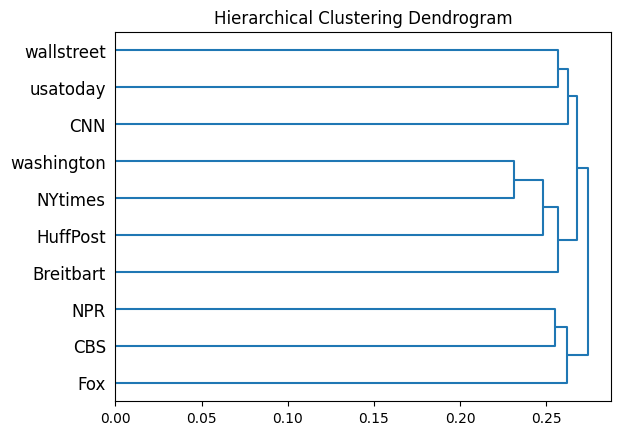 Hierarchical Clustering Dendrogram
wallstreet
usatoday
CNN
washington
NYtimes
HuffPost
Breitbart
NPR
CBS
Fox
0.00 0.05 0.10 0.15 0.20 0.25